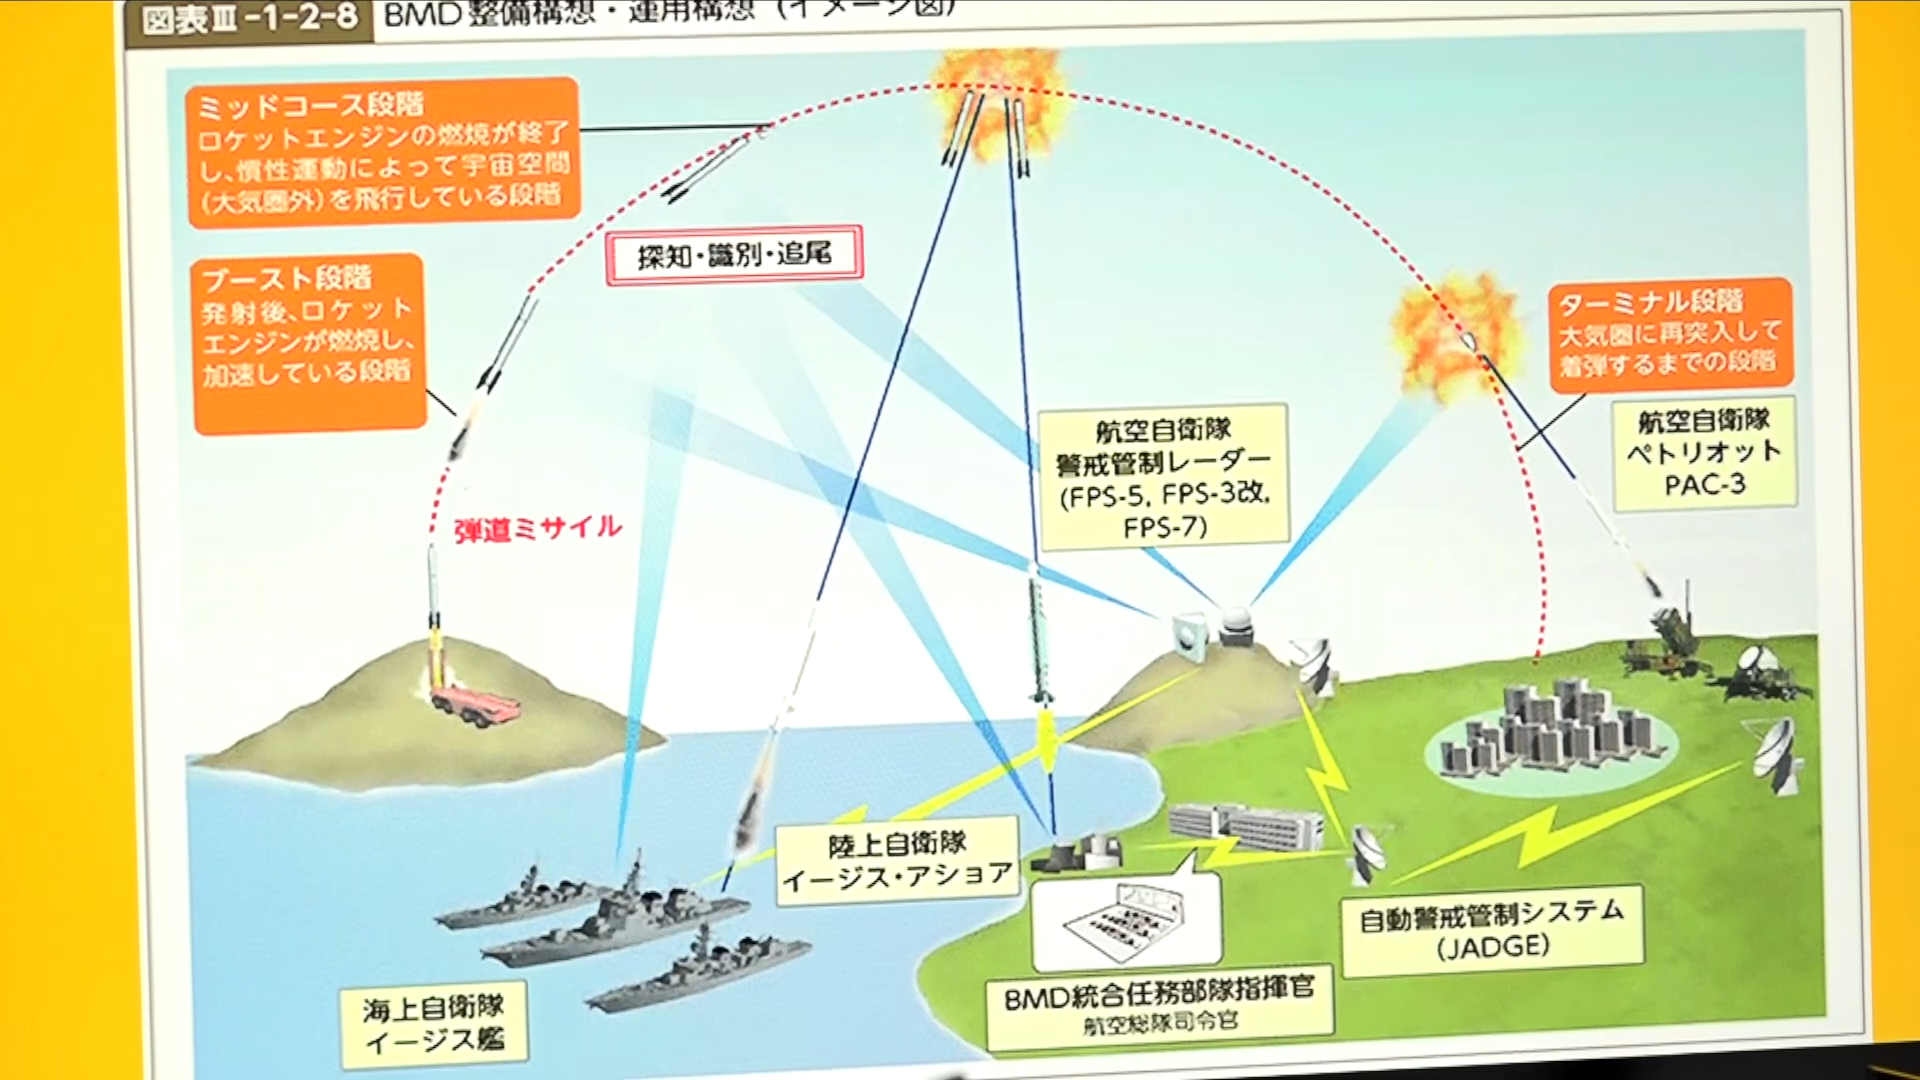 図表Ⅲ-1-2-8
BMD整備構想・運用構想（イメージ図）
ミッドコース段階
ロケットエンジンの燃焼が終了
し、慣性運動によって宇宙空間
(大気圏外)を飛行している段階
探知・識別・追尾
ブースト段階
発射後、ロケット
エンジンが燃焼し、
加速している段階
ターミナル段階
大気圏に再突入して
着弾するまでの段階
航空自衛隊
警戒管制レーダー
(FPS-5, FPS-3改,
FPS-7)
航空自衛隊
ペトリオット
PAC-3
弾道ミサイル
陸上自衛隊
イージス・アショア
自動警戒管制システム
(JADGE)
BMD統合任務部隊指揮官
航空総隊司令官
海上自衛隊
イージス艦